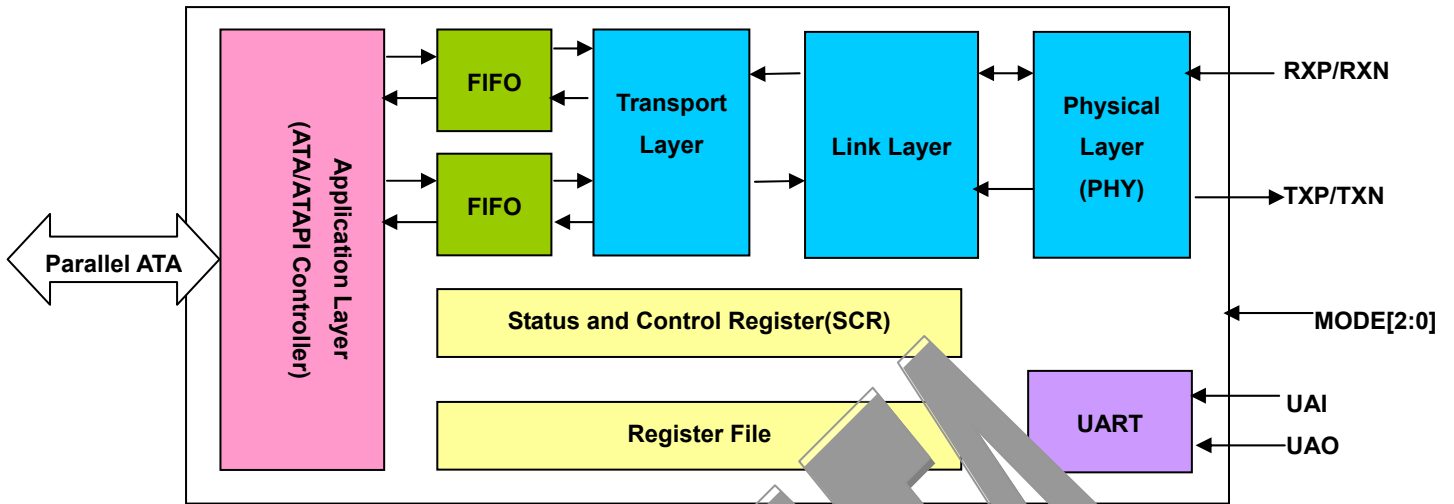 Parallel ATA
Application Layer
(ATA/ATAPI Controller)
FIFO
FIFO
Transport
Layer
Link Layer
Physical
Layer
(PHY)
RXP/RXN
TXP/TXN
Status and Control Register(SCR)
MODE[2:0]
Register File
UART
UAI
UAO